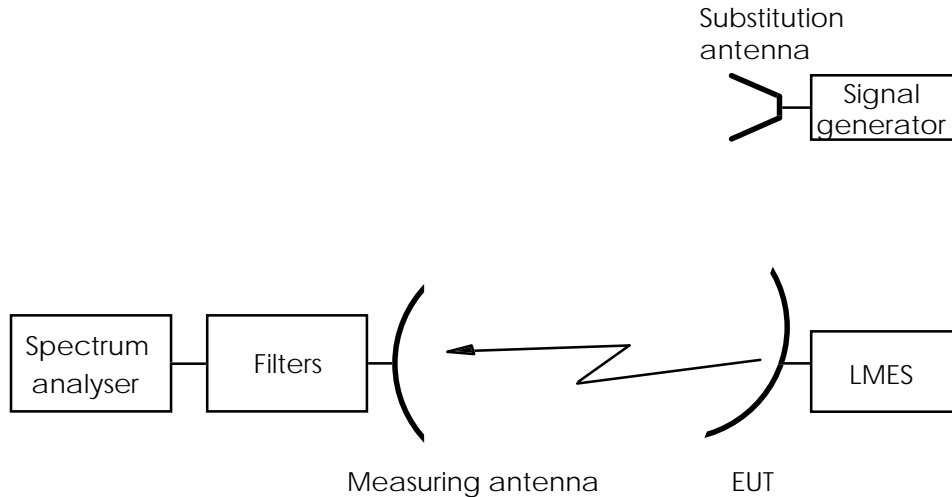 Substitution
antenna
Signal
generator
Spectrum
analyser
Filters
LMES
Measuring antenna
EUT